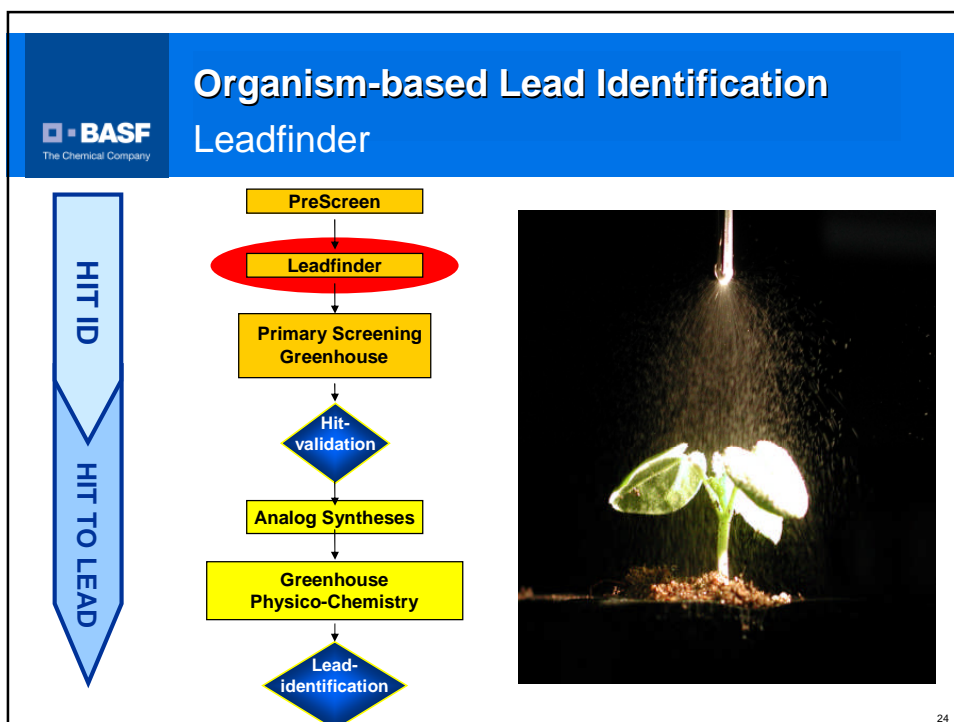 Organism-based Lead Identification
BASF
The Chemical Company
Leadfinder
HIT ID
HIT TO LEAD
PreScreen
Leadfinder
Primary Screening
Greenhouse
Hit-
validation
Analog Syntheses
Greenhouse
Physico-Chemistry
Lead-
identification
24